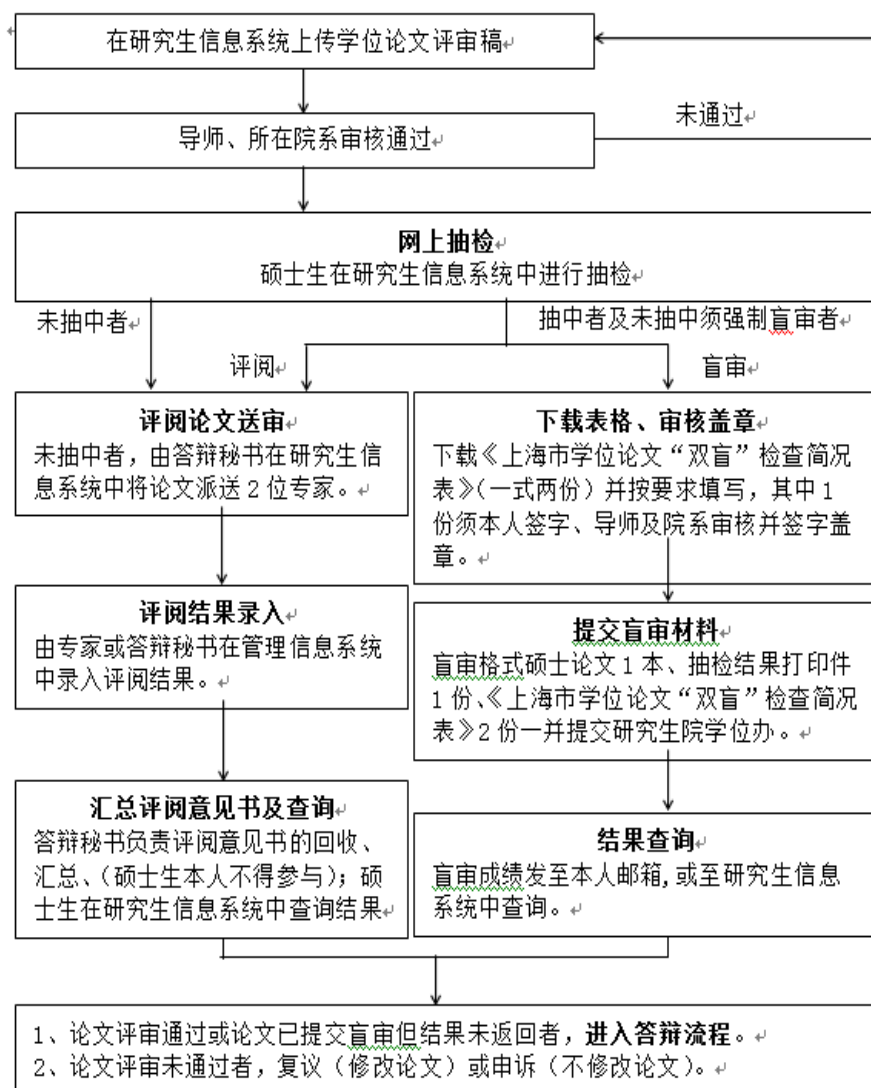 在研究生信息系统上传学位论文评审稿
未通过
导师、所在院系审核通过
网上抽检
硕士生在研究生信息系统中进行抽检
未抽中者
抽中者及未抽中须强制盲审者
评阅
盲审
评阅论文送审
未抽中者，由答辩秘书在研究生信
息系统中将论文派送2位专家。
下载表格、审核盖章
下载《上海市学位论文“双盲”检查简况
表》(一式两份）并按要求填写，其中1
份须本人签字、导师及院系审核并签字盖
章。
评阅结果录入
由专家或答辩秘书在管理信息系统
中录入评阅结果。
提交盲审材料
盲审格式硕士论文1本、抽检结果打印件
1份、《上海市学位论文“双盲”检查简况
表》2份一并提交研究生院学位办。
汇总评阅意见书及查询
答辩秘书负责评阅意见书的回收、
汇总、（硕士生本人不得参与）；硕
士生在研究生信息系统中查询结果
结果查询
盲审成绩发至本人邮箱,或至研究生信息
系统中查询。
1、论文评审通过或论文已提交盲审但结果未返回者，进入答辩流程。
2、论文评审未通过者，复议（修改论文）或申诉（不修改论文）。